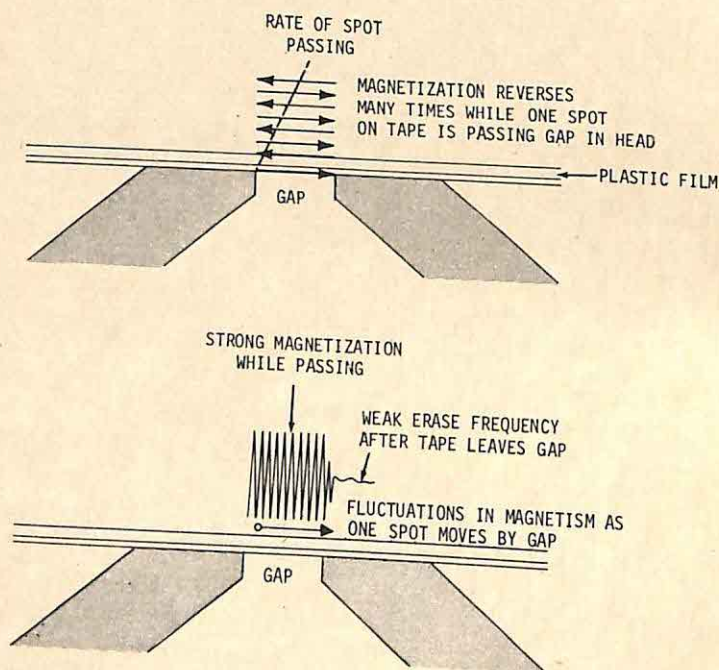 RATE OF SPOT
PASSING
MAGNETIZATION REVERSES
MANY TIMES WHILE ONE SPOT
ON TAPE IS PASSING GAP IN HEAD
PLASTIC FILM
GAP
STRONG MAGNETIZATION
WHILE PASSING
WEAK ERASE FREQUENCY
AFTER TAPE LEAVES GAP
FLUCTUATIONS IN MAGNETISM AS
ONE SPOT MOVES BY GAP
GAP